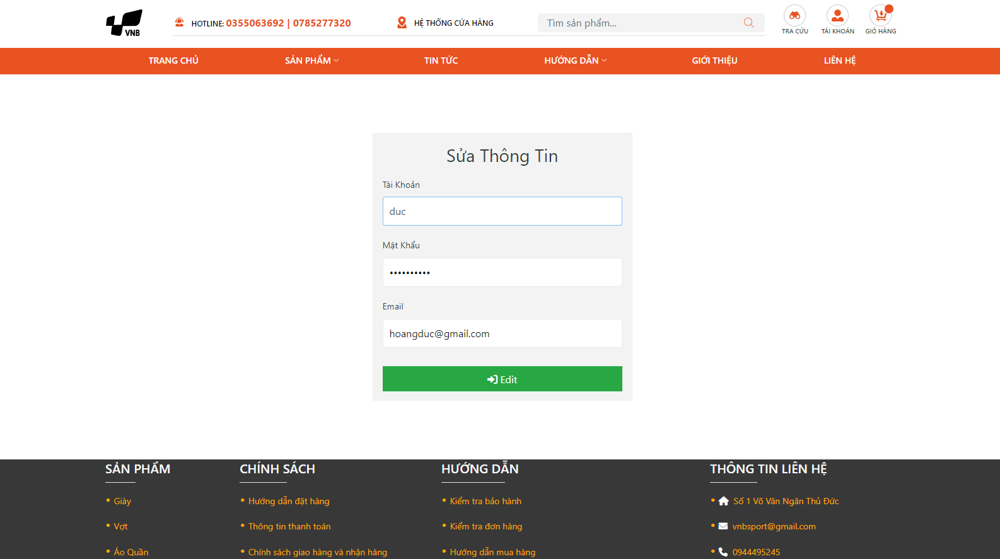 VNB
HOTLINE: 0355063692 | 0785277320
HỆ THỐNG CỬA HÀNG
Tìm sản phẩm...
TRA CỨU
TÀI KHOẢN
GIỎ HÀNG
TRANG CHỦ
SẢN PHẨM
TIN TỨC
HƯỚNG DẪN
GIỚI THIỆU
LIÊN HỆ
Sửa Thông Tin
Tài Khoản
duc
Mật Khẩu
••••••••••
Email
hoangduc@gmail.com
Edit
SẢN PHẨM
• Giày
• Vợt
• Áo Quần
CHÍNH SÁCH
• Hướng dẫn đặt hàng
• Thông tin thanh toán
• Chính sách giao hàng và nhận hàng
HƯỚNG DẪN
• Kiểm tra bảo hành
• Kiểm tra đơn hàng
• Hướng dẫn mua hàng
THÔNG TIN LIÊN HỆ
• Số 1 Võ Văn Ngân Thủ Đức
• vnbsport@gmail.com
• 0944495245